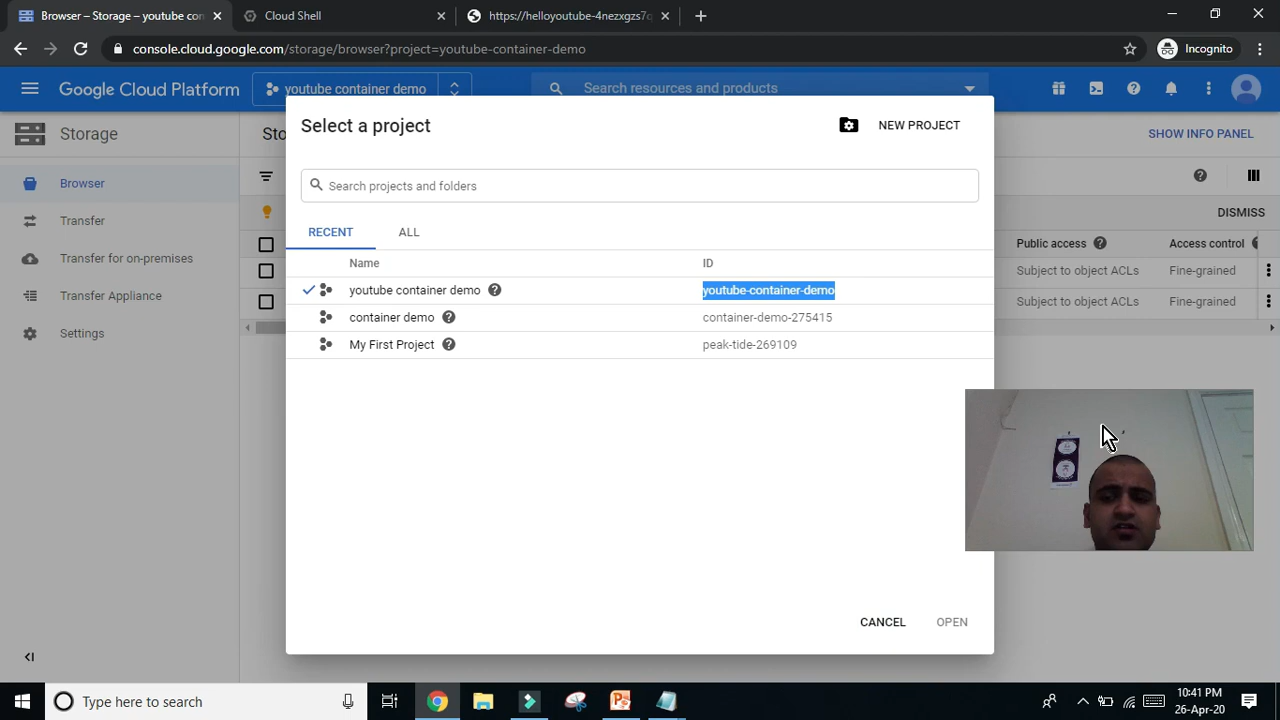 Browser – Storage – youtube con
Cloud Shell
https://helloyoutube-4nezxgzs7q
console.cloud.google.com/storage/browser?project=youtube-container-demo
Incognito
Google Cloud Platform
youtube container demo
Search resources and products
Storage
Sto
SHOW INFO PANEL
Select a project
NEW PROJECT
Search projects and folders
Browser
Transfer
Transfer for on-premises
Transfer Appliance
Settings
DISMISS
RECENT
ALL
Public access
Access control
Name
ID
youtube container demo
youtube-container-demo
Subject to object ACLs
Fine-grained
container demo
container-demo-275415
Subject to object ACLs
Fine-grained
My First Project
peak-tide-269109
CANCEL
OPEN
Type here to search
10:41 PM
26-Apr-20